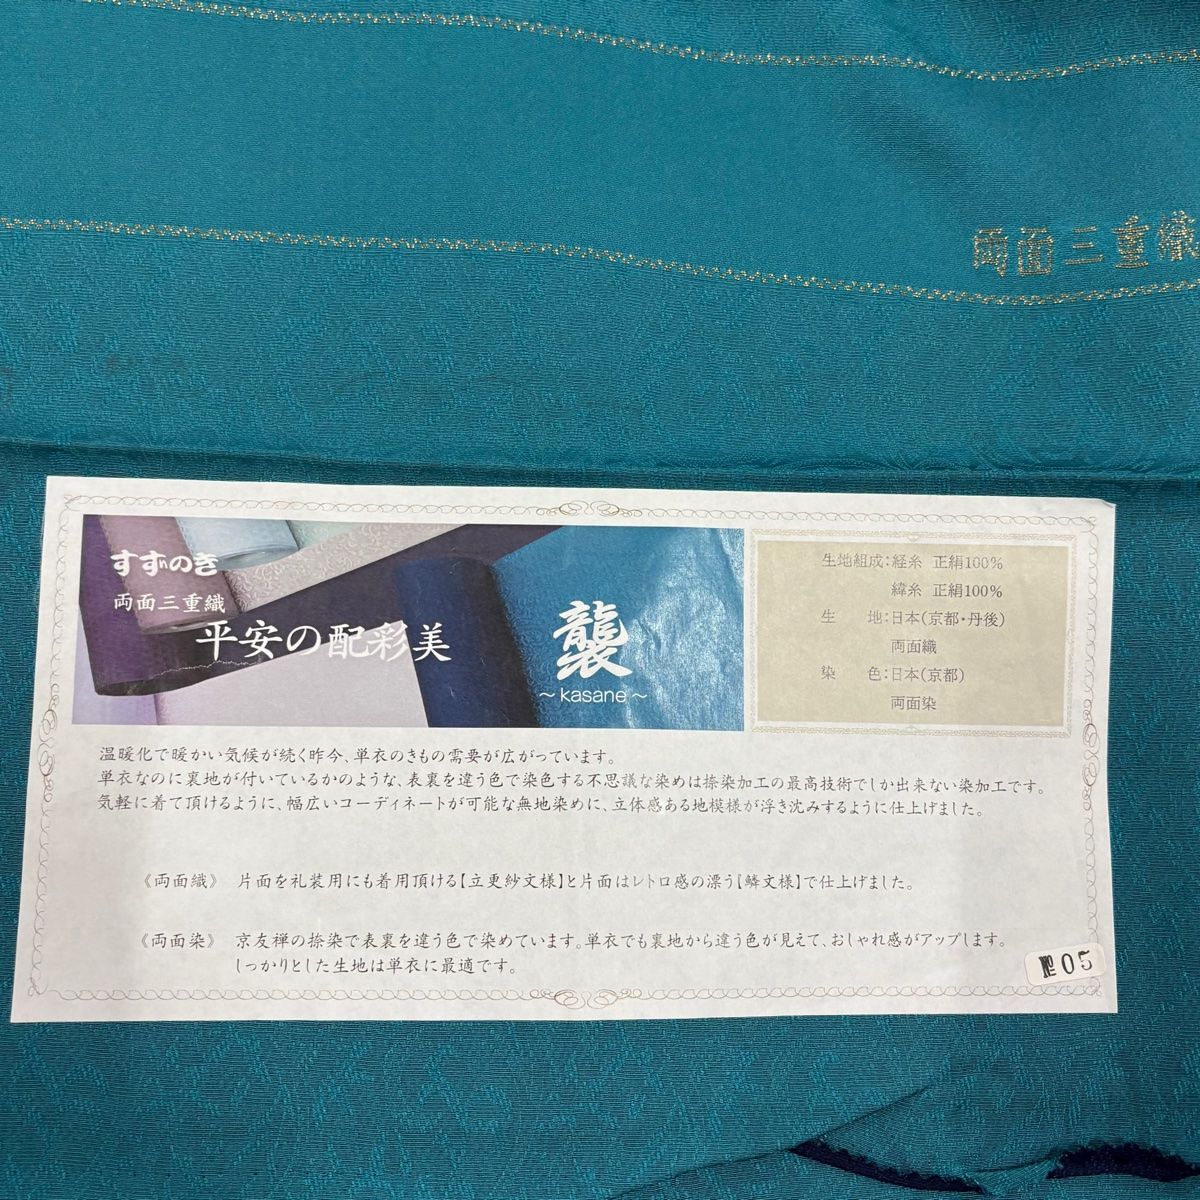 両面三重織
すずのき
両面三重織
平安の配彩美
襲
~kasane~
生地組成:経糸 正絹100%
緯糸 正絹100%
生 地:日本(京都・丹後)
両面織
染 色:日本(京都)
両面染
温暖化で暖かい気候が続く昨今、単衣のきもの需要が広がっています。
単衣なのに裏地が付いているかのような、表裏を違う色で染色する不思議な染めは捺染加工の最高技術でしか出来ない染加工です。
気軽に着て頂けるように、幅広いコーディネートが可能な無地染めに、立体感ある地模様が浮き沈みするように仕上げました。
《両面織》 片面を礼装用にも着用頂ける【立更紗文様】と片面はレトロ感の漂う【鱗文様】で仕上げました。
《両面染》 京友禅の捺染で表裏を違う色で染めています。単衣でも裏地から違う色が見えて、おしゃれ感がアップします。
しっかりとした生地は単衣に最適です。
№05